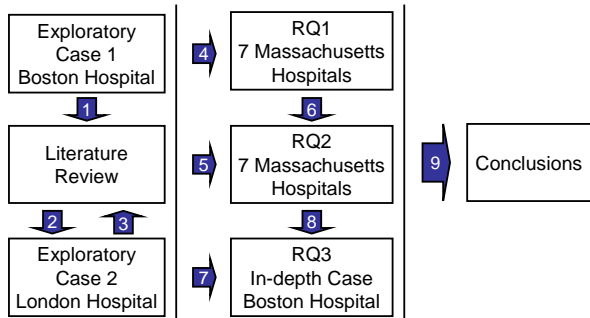 Exploratory
Case 1
Boston Hospital
4
RQ1
7 Massachusetts
Hospitals
1
6
Literature
Review
5
RQ2
7 Massachusetts
Hospitals
9
Conclusions
2
3
8
Exploratory
Case 2
London Hospital
7
RQ3
In-depth Case
Boston Hospital